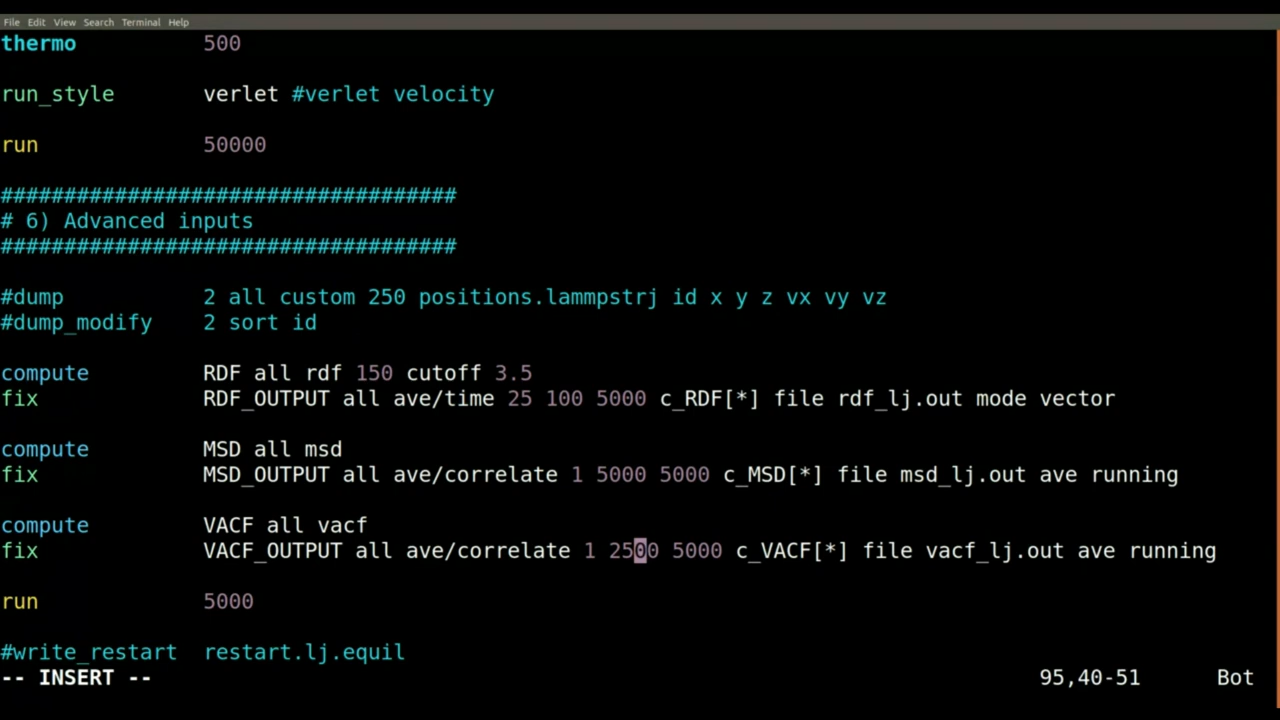 File Edit View Search Terminal Help
thermo 500
run_style verlet #verlet velocity
run 50000
####################################
# 6) Advanced inputs
####################################
#dump 2 all custom 250 positions.lammpstrj id x y z vx vy vz
#dump_modify 2 sort id
compute RDF all rdf 150 cutoff 3.5
fix RDF_OUTPUT all ave/time 25 100 5000 c_RDF[*] file rdf_lj.out mode vector
compute MSD all msd
fix MSD_OUTPUT all ave/correlate 1 5000 5000 c_MSD[*] file msd_lj.out ave running
compute VACF all vacf
fix VACF_OUTPUT all ave/correlate 1 2500 5000 c_VACF[*] file vacf_lj.out ave running
run 5000
#write_restart restart.lj.equil
-- INSERT -- 95,40-51 Bot